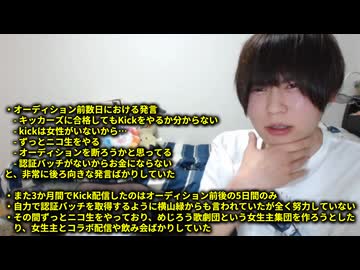 ・オーディション前数日における発言
- キッカーズに合格してもKickをやるか分からない
- kickは女性がいないから…
- ずっとニコ生をやる
- オーディションを断ろうかと思ってる
- 認証バッチがないからお金にならない
と、非常に後ろ向きな発言ばかりしていた
・また3か月間でKick配信したのはオーディション前後の5日間のみ
・自力で認証バッチを取得するように横山緑からも言われていたが全く努力していない
・その間ずっとニコ生をやっており、めじろう歌劇団という女生主集団を作ろうとした
り、女生主とコラボ配信や飲み会ばかりしていた